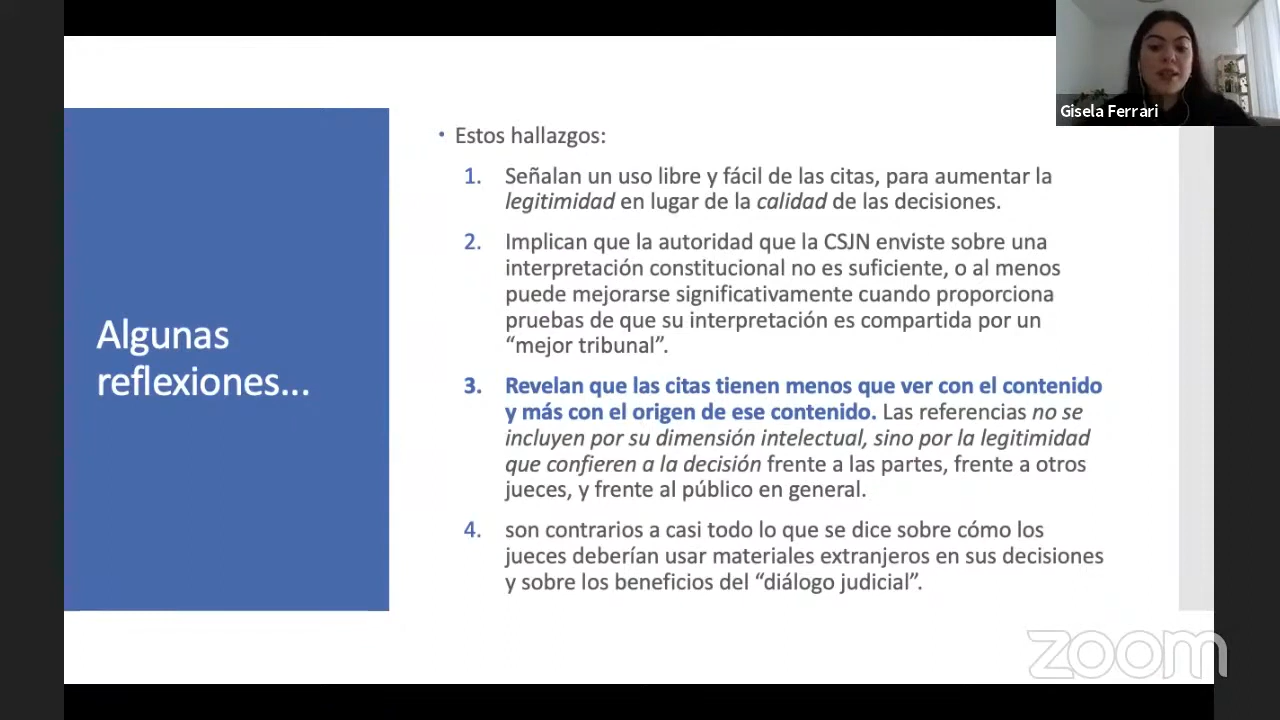 Gisela Ferrari
Algunas
reflexiones...
• Estos hallazgos:
1. Señalan un uso libre y fácil de las citas, para aumentar la
legitimidad en lugar de la calidad de las decisiones.
2. Implican que la autoridad que la CSJN enviste sobre una
interpretación constitucional no es suficiente, o al menos
puede mejorarse significativamente cuando proporciona
pruebas de que su interpretación es compartida por un
“mejor tribunal”.
3. Revelan que las citas tienen menos que ver con el contenido
y más con el origen de ese contenido. Las referencias no se
incluyen por su dimensión intelectual, sino por la legitimidad
que confieren a la decisión frente a las partes, frente a otros
jueces, y frente al público en general.
4. son contrarios a casi todo lo que se dice sobre cómo los
jueces deberían usar materiales extranjeros en sus decisiones
y sobre los beneficios del “diálogo judicial”.
zoom